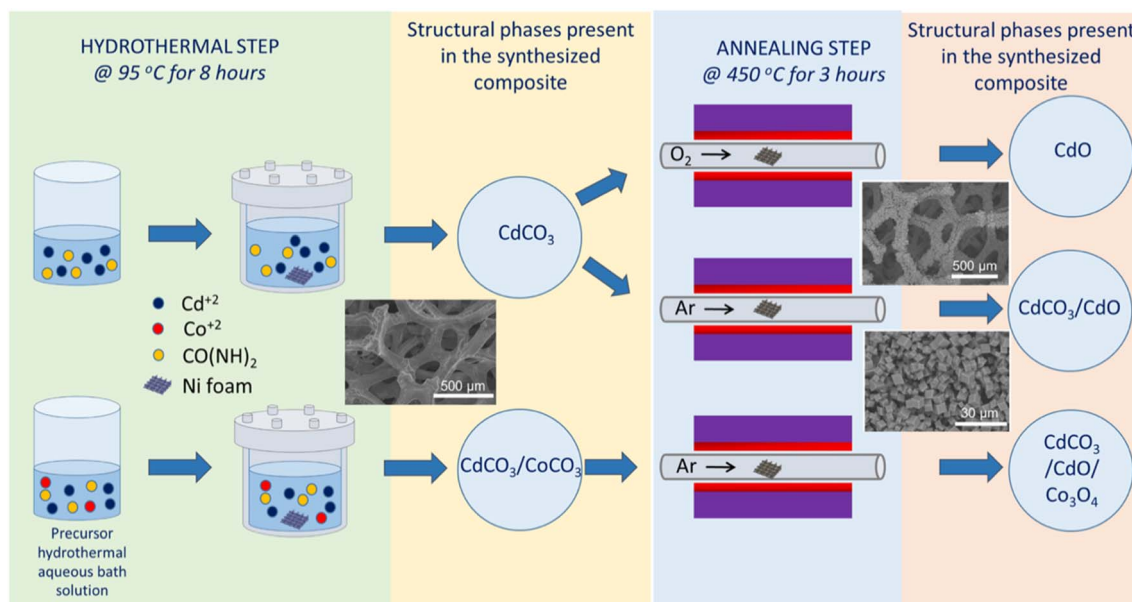 HYDROTHERMAL STEP
@ 95 °C for 8 hours
Structural phases present
in the synthesized
composite
ANNEALING STEP
@ 450 °C for 3 hours
Structural phases present
in the synthesized
composite
O₂
CdO
CdCO₃
500 µm
Cd⁺²
Co⁺²
CO(NH)₂
Ni foam
500 µm
Ar
CdCO₃/CdO
30 µm
CdCO₃/CoCO₃
Ar
CdCO₃
/CdO/
Co₃O₄
Precursor
hydrothermal
aqueous bath
solution